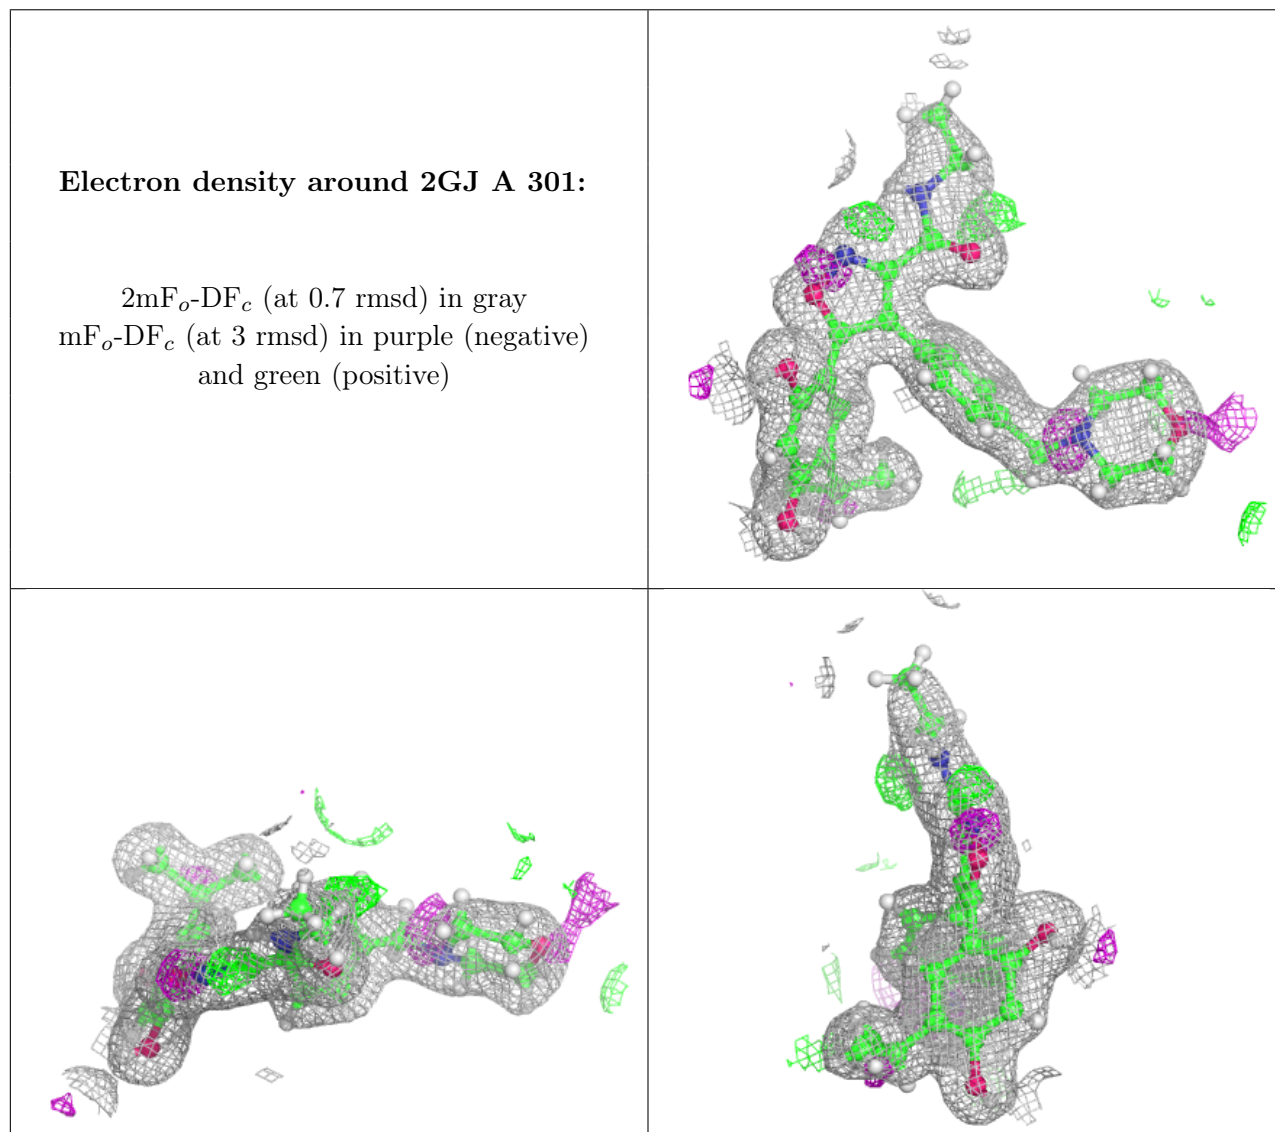 Electron density around 2GJ A 301:
2mFo-DFc (at 0.7 rmsd) in gray
mFo-DFc (at 3 rmsd) in purple (negative)
and green (positive)